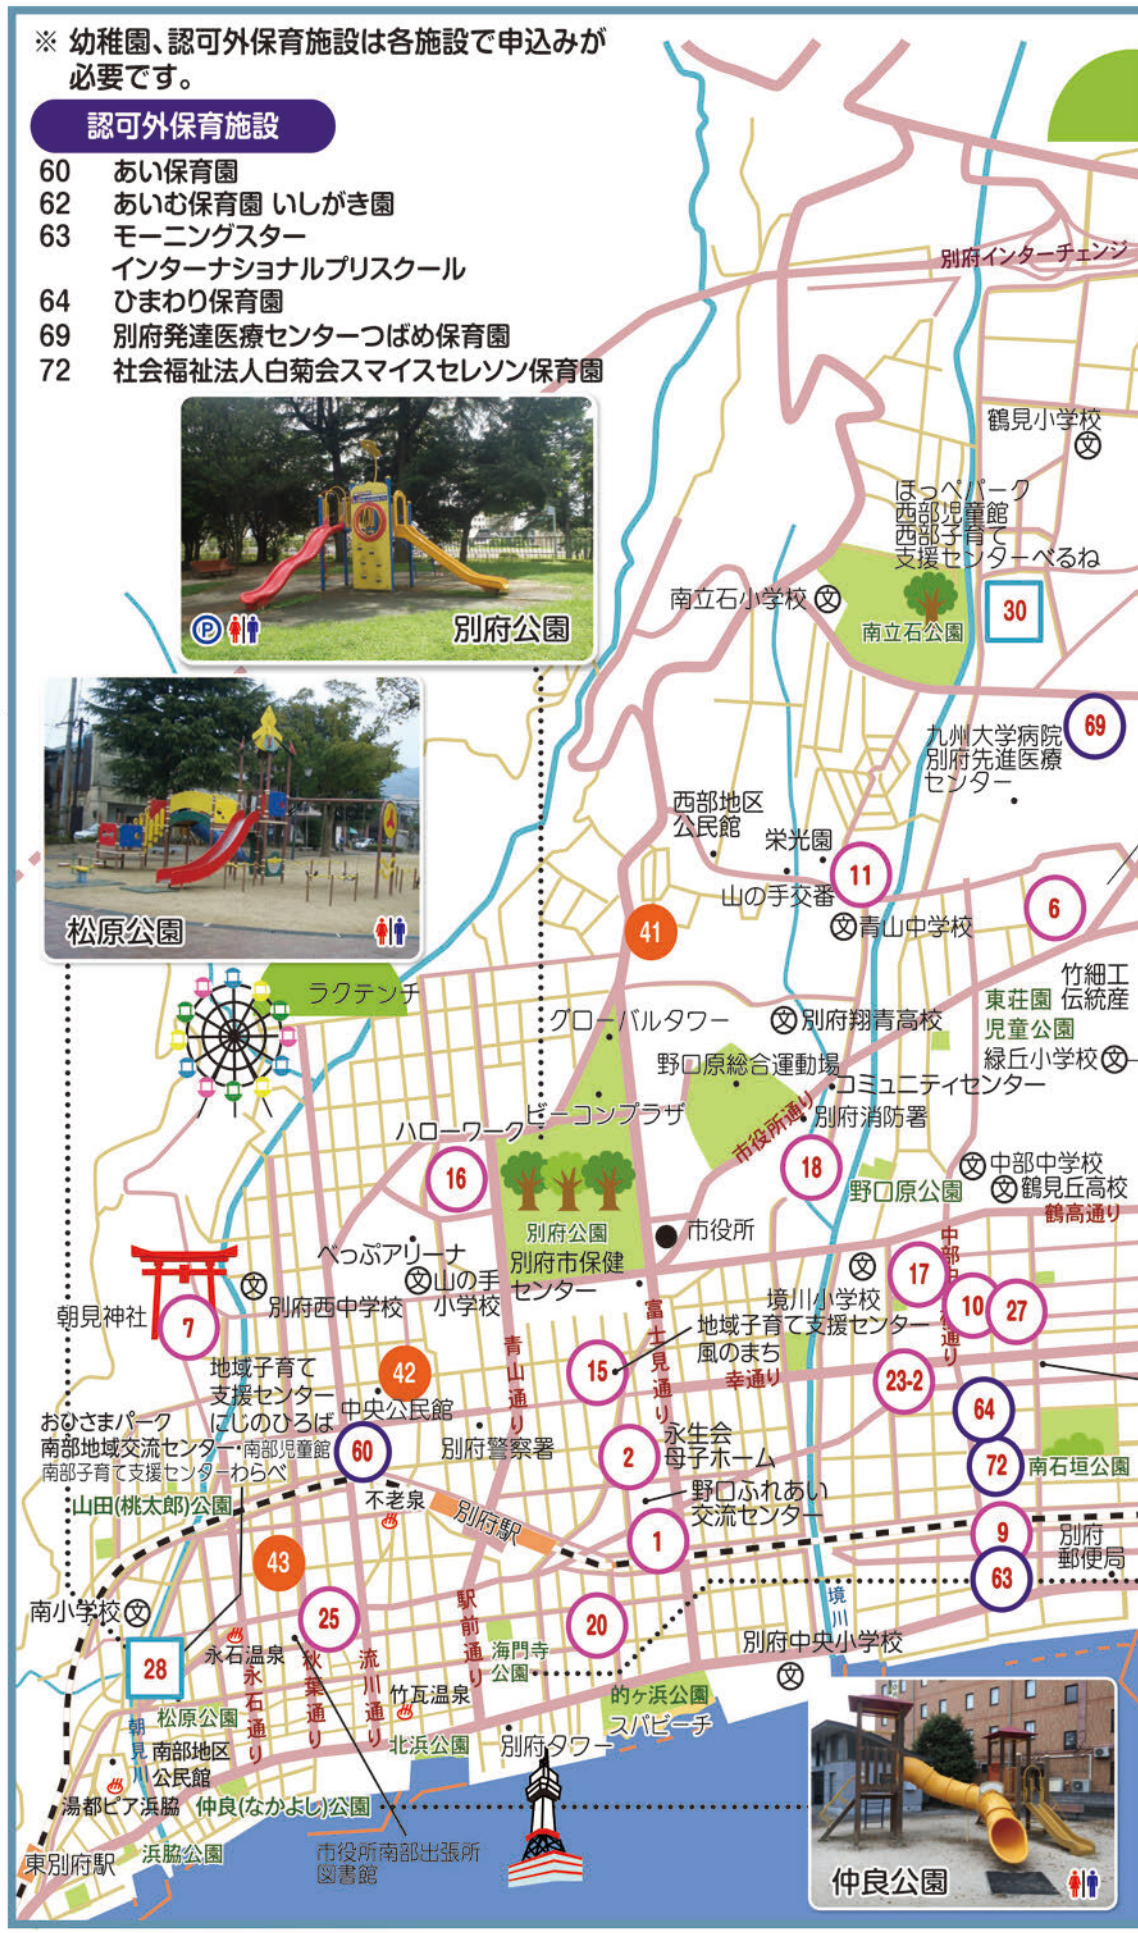 ※ 幼稚園、認可外保育施設は各施設で申込みが
必要です。
認可外保育施設
60 あい保育園
62 あいむ保育園 いしがき園
63 モーニングスター
インターナショナルプリスクール
64 ひまわり保育園
69 別府発達医療センターつばめ保育園
72 社会福祉法人白菊会スマイスセレソン保育園
別府インターチェンジ
鶴見小学校
文
ほっぺパーク
西部児童館
西部子育て
支援センターべるね
P
別府公園
南立石小学校
文
南立石公園
30
松原公園
69
九州大学病院
別府先進医療
センター
西部地区
公民館
栄光園
11
山の手交番
6
文
青山中学校
41
ラクテンチ
グローバルタワー
文
別府翔青高校
東荘園
児童公園
竹細工
伝統産
緑丘小学校
文
野口原総合運動場
コミュニティセンター
ビーコンプラザ
市役所通り
別府消防署
ハローワーク
16
18
野口原公園
文
中部中学校
文
鶴見丘高校
鶴高通り
別府公園
市役所
べっぷアリーナ
文
山の手
小学校
別府市保健
センター
文
別府西中学校
朝見神社
7
文
境川小学校
17
10
27
地域子育て支援センター
風のまち
富士見通り
青山通り
15
幸通り
23-2
42
中央公民館
地域子育て
支援センター
にじのひろば
おひさまパーク
南部地域交流センター
南部児童館
南部子育て支援センターわらべ
60
別府警察署
2
永生会
母子ホーム
64
72
南石垣公園
山田(桃太郎)公園
不老泉
別府駅
野口ふれあい
交流センター
1
9
別府
郵便局
63
43
25
南小学校
文
駅前通り
20
境川
別府中央小学校
文
28
永石温泉
永石通り
秋葉通り
流川通り
海門寺
公園
竹瓦温泉
的ヶ浜公園
スパビーチ
松原公園
朝見川
南部地区
公民館
北浜公園
別府タワー
湯都ピア浜脇
仲良(なかよし)公園
市役所南部出張所
図書館
東別府駅
浜脇公園
仲良公園